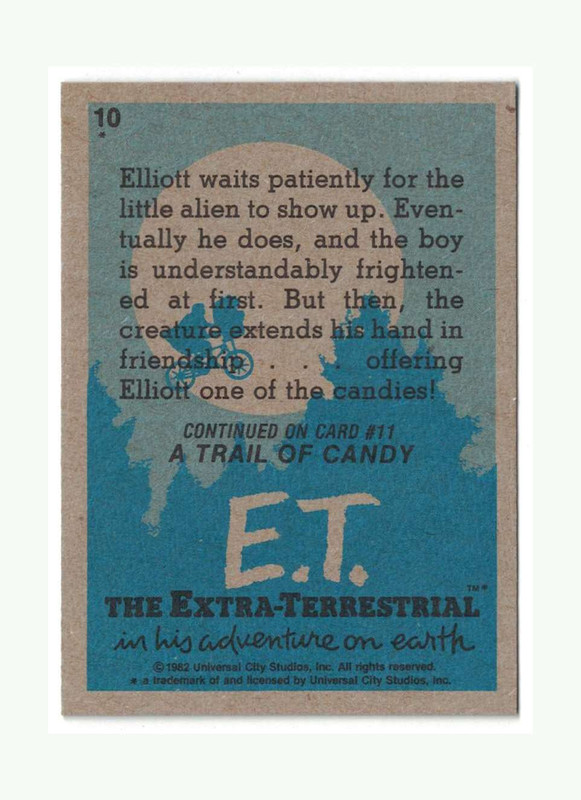 10
*
Elliott waits patiently for the
little alien to show up. Even-
tually he does, and the boy
is understandably frighten-
ed at first. But then, the
creature extends his hand in
friendship . . . offering
Elliott one of the candies!
CONTINUED ON CARD #11
A TRAIL OF CANDY
E.T.
THE EXTRA-TERRESTRIAL™*
in his adventure on earth
©1982 Universal City Studios, Inc. All rights reserved.
* a trademark of and licensed by Universal City Studios, Inc.